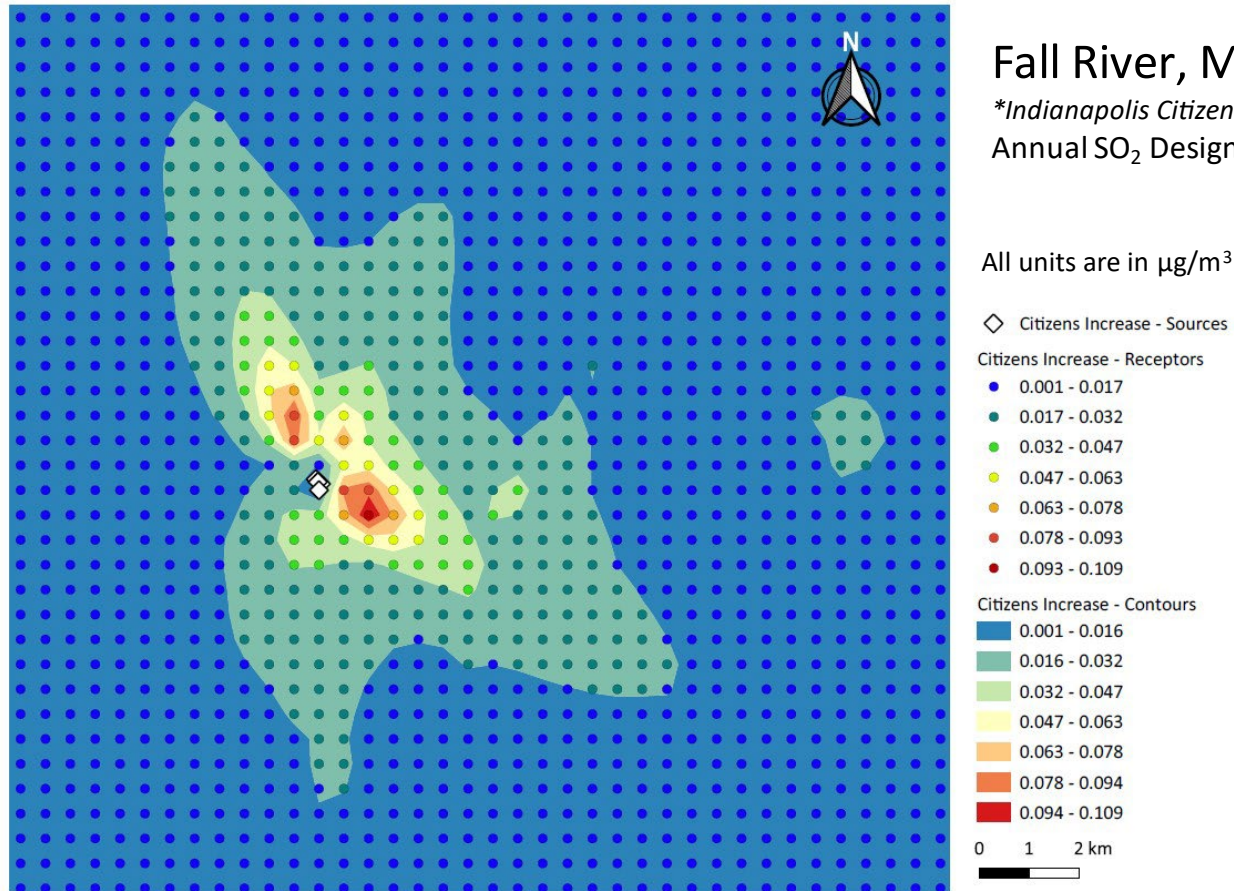 N
Fall River, M
*Indianapolis Citizen
Annual SO₂ Design
All units are in µg/m³
Citizens Increase - Sources
Citizens Increase - Receptors
0.001 - 0.017
0.017 - 0.032
0.032 - 0.047
0.047 - 0.063
0.063 - 0.078
0.078 - 0.093
0.093 - 0.109
Citizens Increase - Contours
0.001 - 0.016
0.016 - 0.032
0.032 - 0.047
0.047 - 0.063
0.063 - 0.078
0.078 - 0.094
0.094 - 0.109
0 1 2 km